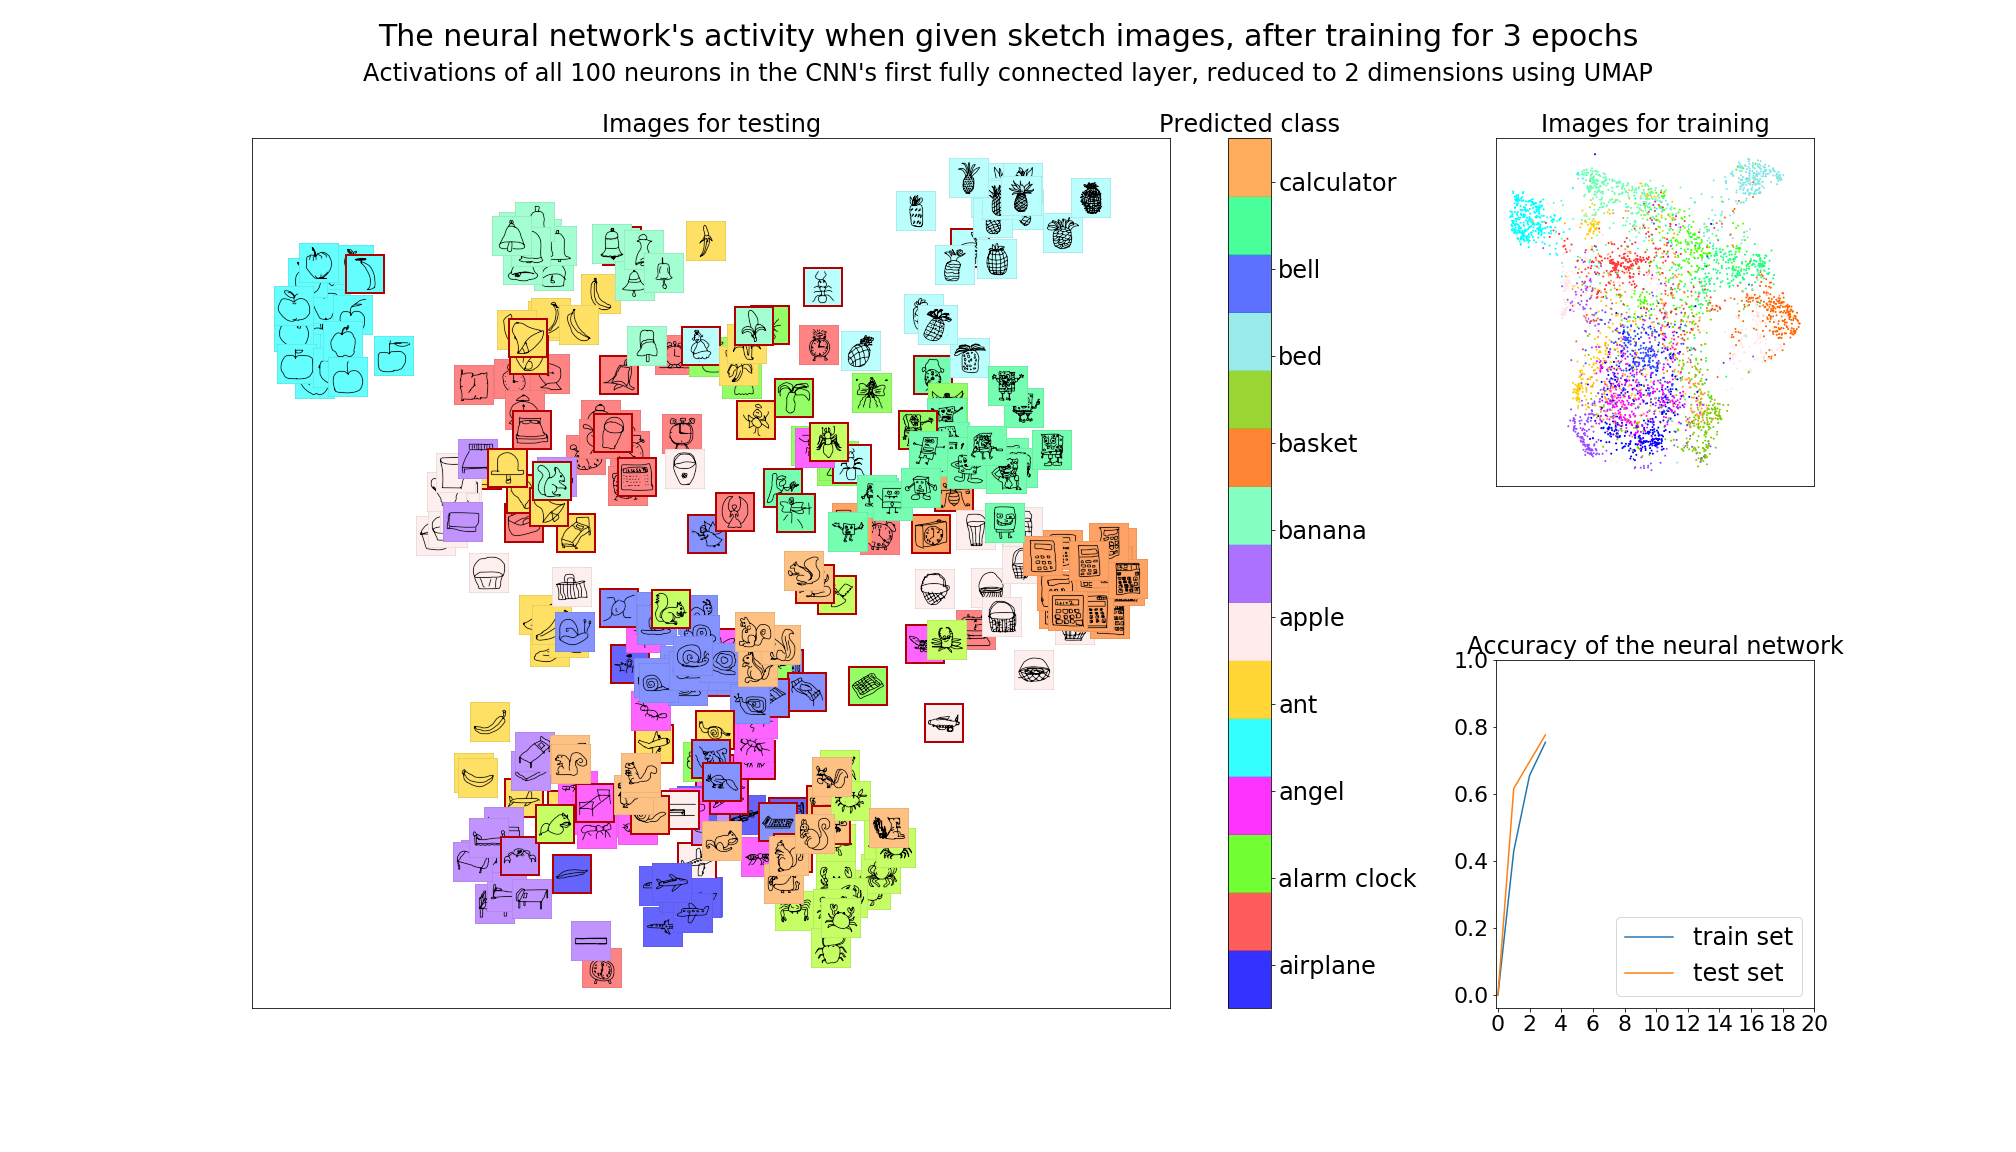 The neural network's activity when given sketch images, after training for 3 epochs
Activations of all 100 neurons in the CNN's first fully connected layer, reduced to 2 dimensions using UMAP
Images for testing
Predicted class
calculator
bell
bed
basket
banana
apple
ant
angel
alarm clock
airplane
Images for training
Accuracy of the neural network
1.0
0.8
0.6
0.4
0.2
0.0
train set
test set
0 2 4 6 8 10 12 14 16 18 20